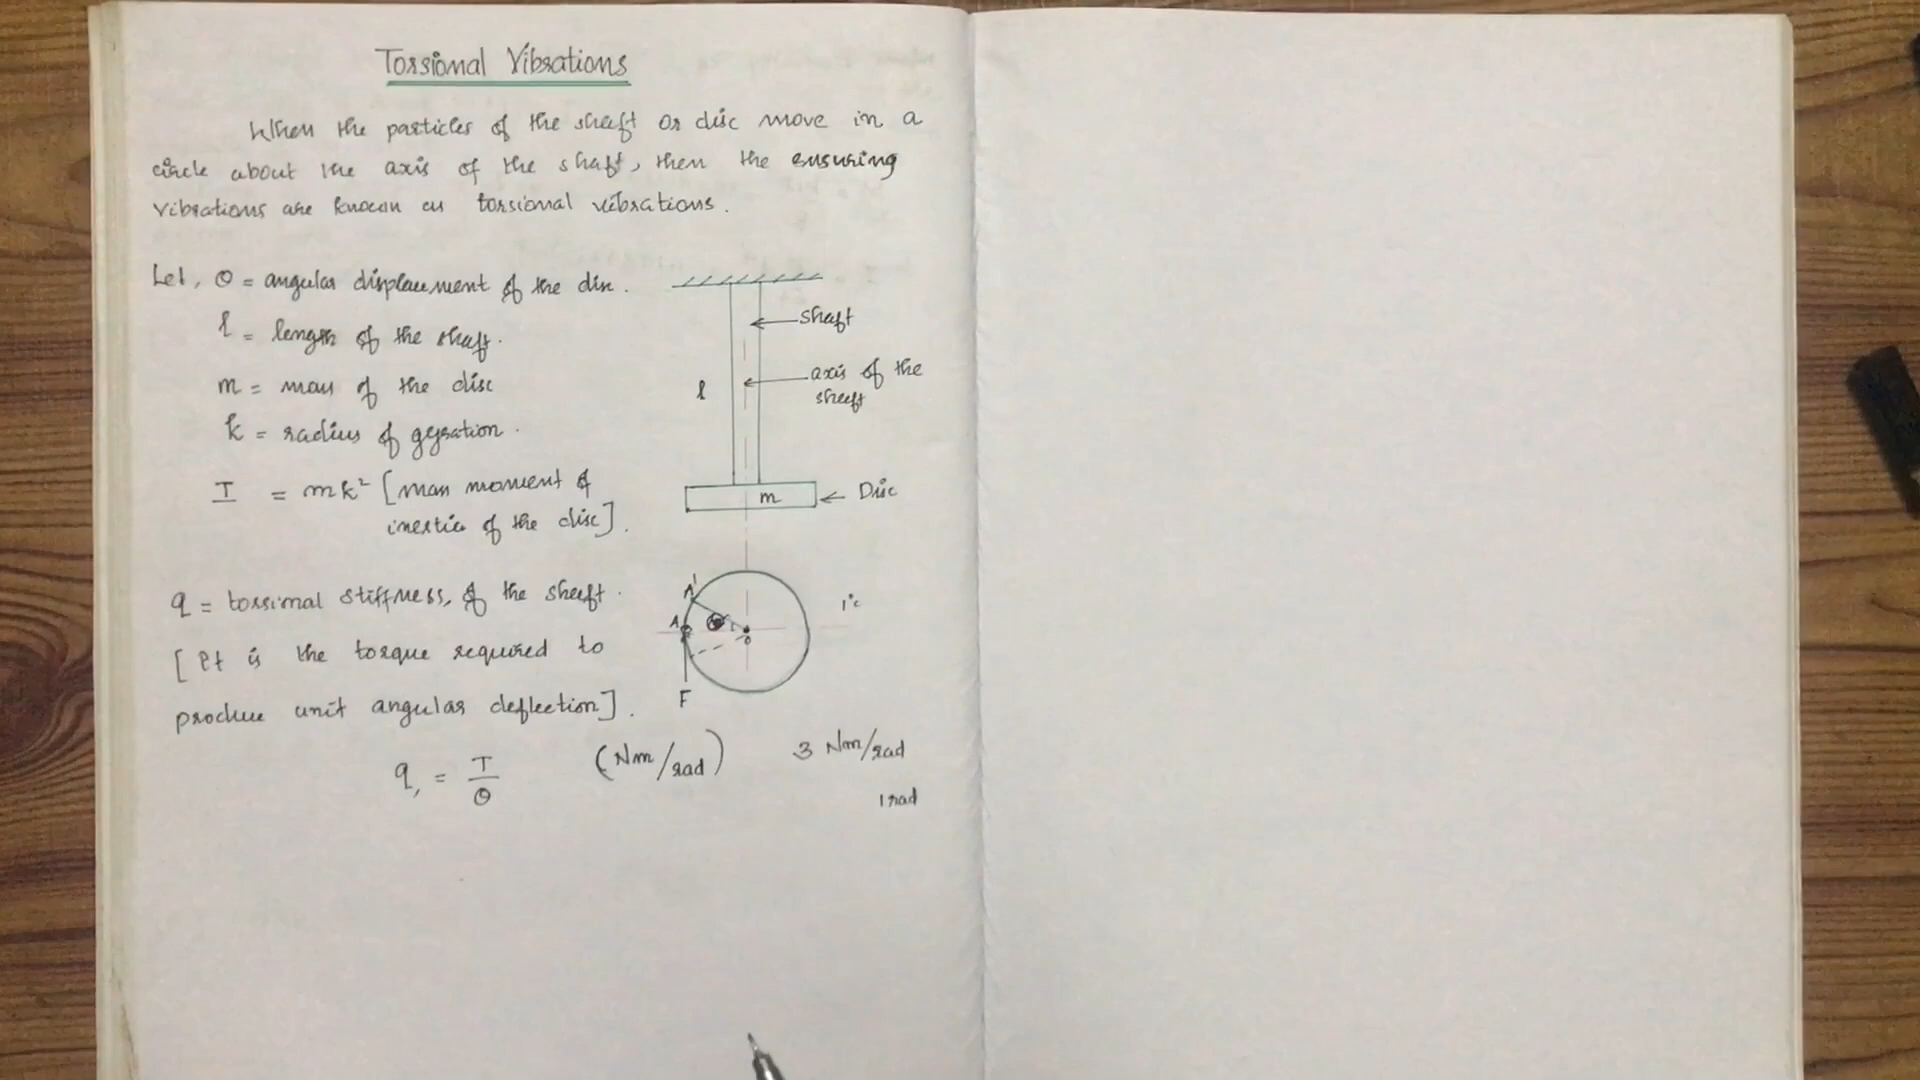 Torsional Vibrations
When the particles of the shaft or disc move in a
circle about the axis of the shaft, then the ensuring
vibrations are known as torsional vibrations.
Let, θ = angular displacement of the disc.
l = length of the shaft.
m = mass of the disc
k = radius of gyration.
I = mk² [mass moment of
inertia of the disc].
shaft
axis of the
shaft
l
m
Disc
q = torsional stiffness, of the shaft.
[It is the torque required to
produce unit angular deflection].
A'
A
θ
o
F
1°c
q, = T/θ (Nm/rad)
3 Nm/rad
1 rad